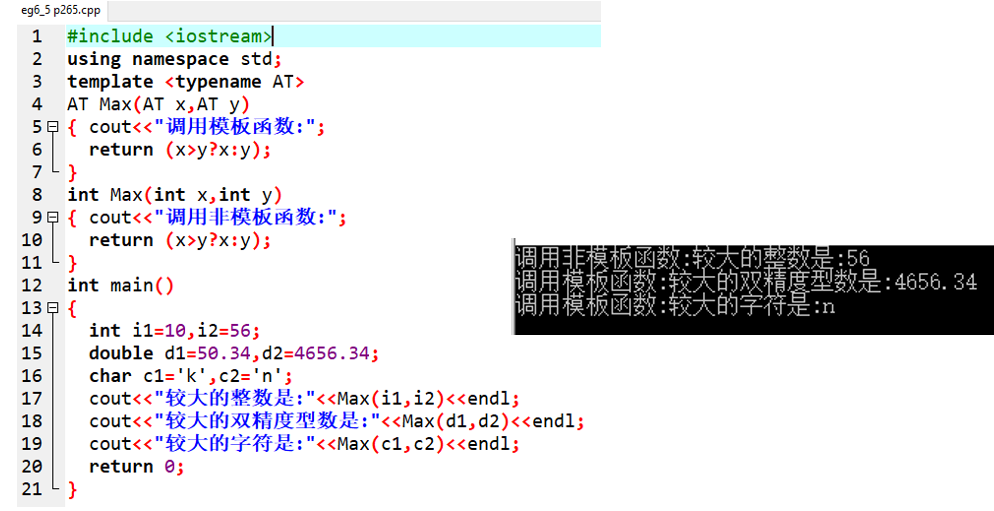 eg6_5 p265.cpp
1 #include <iostream>
2 using namespace std;
3 template <typename AT>
4 AT Max(AT x,AT y)
5 { cout<<"调用模板函数:";
6 return (x>y?x:y);
7 }
8 int Max(int x,int y)
9 { cout<<"调用非模板函数:";
10 return (x>y?x:y);
11 }
12 int main()
13 {
14 int i1=10,i2=56;
15 double d1=50.34,d2=4656.34;
16 char c1='k',c2='n';
17 cout<<"较大的整数是:"<<Max(i1,i2)<<endl;
18 cout<<"较大的双精度型数是:"<<Max(d1,d2)<<endl;
19 cout<<"较大的字符是:"<<Max(c1,c2)<<endl;
20 return 0;
21 }
调用非模板函数:较大的整数是:56
调用模板函数:较大的双精度型数是:4656.34
调用模板函数:较大的字符是:n